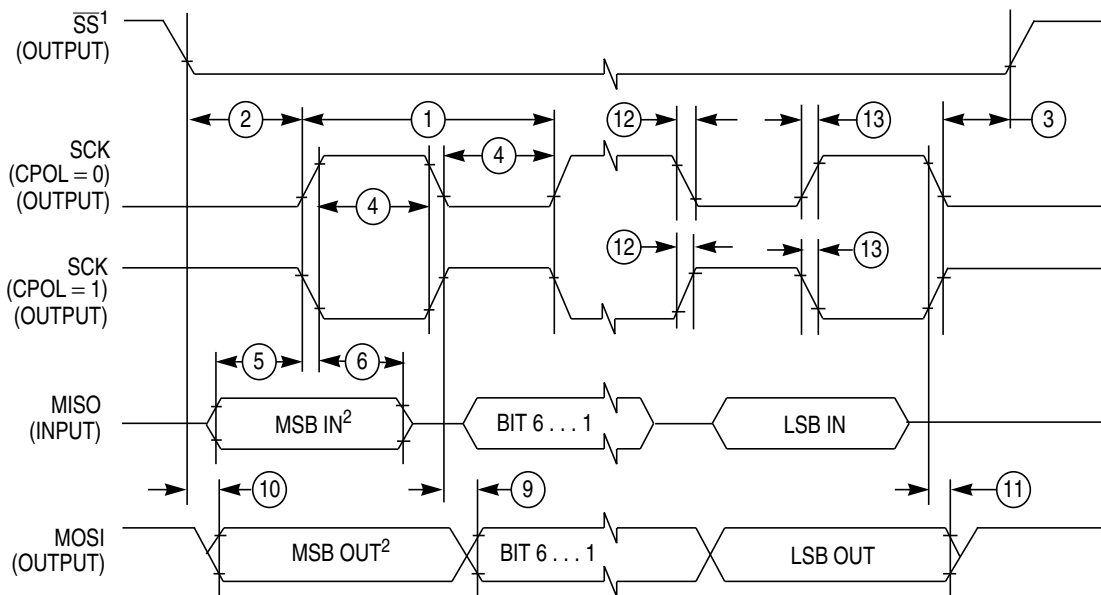 SS¹
(OUTPUT)
2
1
12
13
3
SCK
(CPOL = 0)
(OUTPUT)
4
4
SCK
(CPOL = 1)
(OUTPUT)
12
13
5
6
MISO
(INPUT)
MSB IN²
BIT 6 . . . 1
LSB IN
10
9
11
MOSI
(OUTPUT)
MSB OUT²
BIT 6 . . . 1
LSB OUT